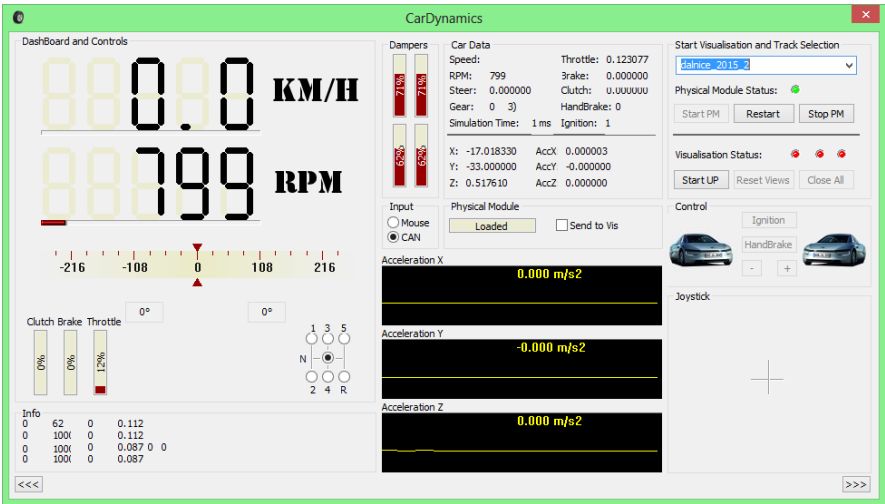 CarDynamics
DashBoard and Controls
0.0 KM/H
799 RPM
-216 -108 0 108 216
0° 0°
Clutch Brake Throttle
0% 0% 12%
1 3 5
N
2 4 R
Info
0 62 0 0.112
0 100( 0 0.112
0 100( 0 0.087 0 0
0 100( 0 0.087
<<<
Dampers
71% 71%
62% 62%
Input
Mouse
CAN
Car Data
Speed: Throttle: 0.123077
RPM: 799 3rake: 0.000000
Steer: 0.000000 Clutch: 0.000000
Gear: 0 3) HandBrake: 0
Simulation Time: 1 ms Ignition: 1
X: -17.018330 AccX 0.000003
Y: -33.000000 AccY -0.000000
Z: 0.517610 AccZ 0.000000
Physical Module
Loaded Send to Vis
Acceleration X
0.000 m/s2
Acceleration Y
-0.000 m/s2
Acceleration Z
0.000 m/s2
Start Visualisation and Track Selection
dalnice_2015_2
Physical Module Status:
Start PM Restart Stop PM
Visualisation Status:
Start UP Reset Views Close All
Control
Ignition
HandBrake
- +
Joystick
>>>